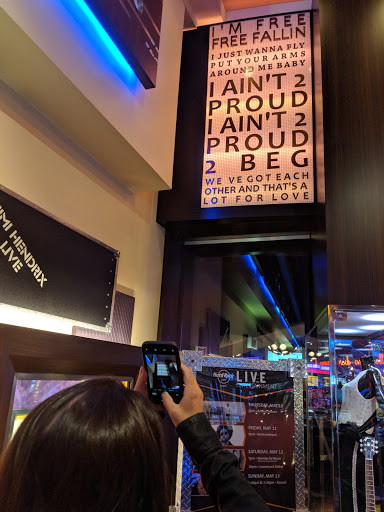 I'M FREE
FREE FALLIN
I JUST WANNA FLY
PUT YOUR ARMS
AROUND ME BABY
I AIN'T 2
PROUD
I AIN'T 2
PROUD
2 BEG
WE VE GOT EACH
OTHER AND THAT'S A
LOT FOR LOVE
JIMI HENDRIX
LIVE
LIVE
FRIDAY, MAY 11
SATURDAY, MAY 12
SUNDAY, MAY 13